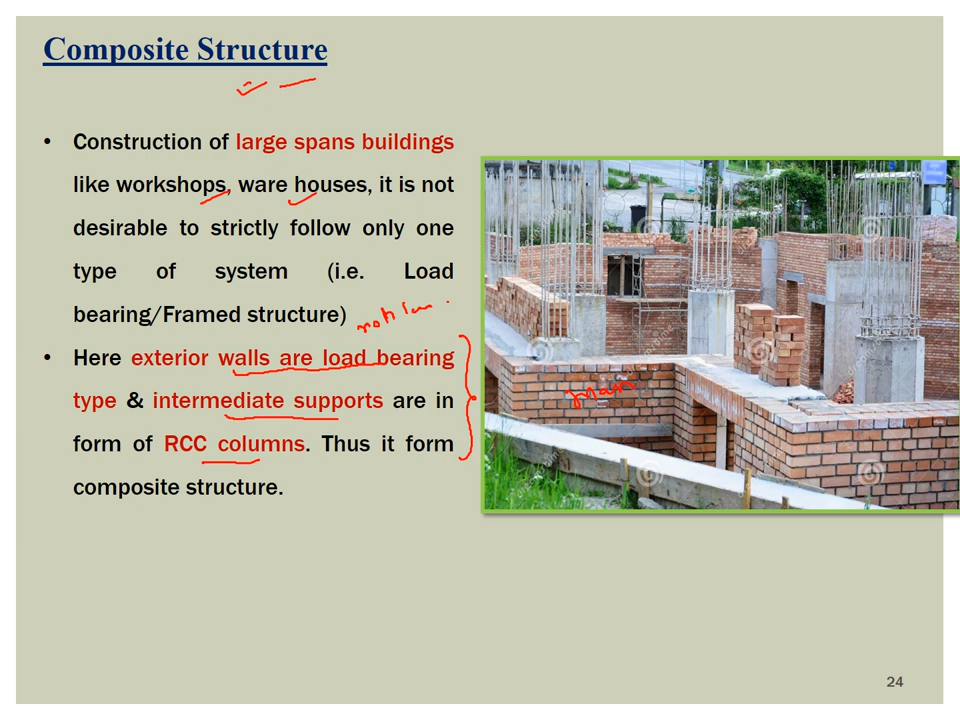 Composite Structure
• Construction of large spans buildings
like workshops, ware houses, it is not
desirable to strictly follow only one
type of system (i.e. Load
bearing/Framed structure)
• Here exterior walls are load bearing
type & intermediate supports are in
form of RCC columns. Thus it form
composite structure.
24